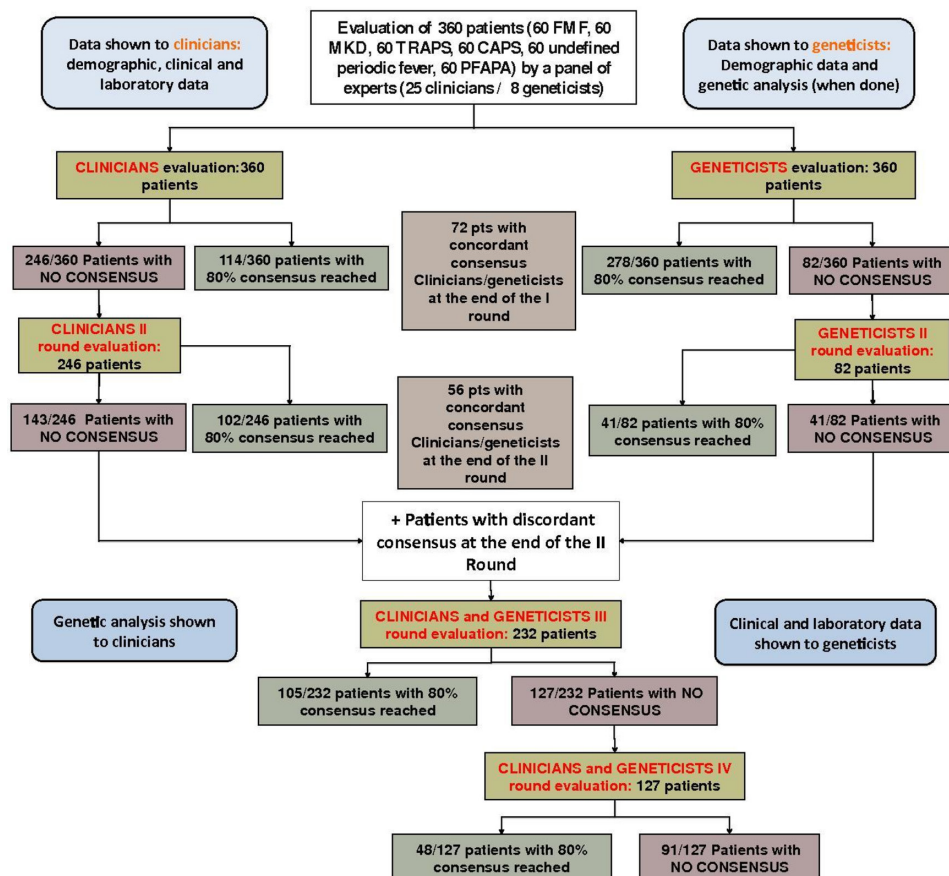 Data shown to clinicians:
demographic, clinical and
laboratory data
Evaluation of 360 patients (60 FMF, 60
MKD, 60 TRAPS, 60 CAPS, 60 undefined
periodic fever, 60 PFAPA) by a panel of
experts (25 clinicians / 8 geneticists)
Data shown to geneticists:
Demographic data and
genetic analysis (when done)
CLINICIANS evaluation:360
patients
GENETICISTS evaluation: 360
patients
246/360 Patients with
NO CONSENSUS
114/360 patients with
80% consensus reached
72 pts with
concordant
consensus
Clinicians/geneticists
at the end of the I
round
278/360 patients with
80% consensus reached
82/360 Patients with
NO CONSENSUS
CLINICIANS II
round evaluation:
246 patients
GENETICISTS II
round evaluation:
82 patients
143/246 Patients with
NO CONSENSUS
102/246 patients with
80% consensus reached
56 pts with
concordant
consensus
Clinicians/geneticists
at the end of the II
round
41/82 patients with 80%
consensus reached
41/82 Patients with
NO CONSENSUS
+ Patients with discordant
consensus at the end of the II
Round
Genetic analysis shown
to clinicians
CLINICIANS and GENETICISTS III
round evaluation: 232 patients
Clinical and laboratory data
shown to geneticists
105/232 patients with 80%
consensus reached
127/232 Patients with NO
CONSENSUS
CLINICIANS and GENETICISTS IV
round evaluation: 127 patients
48/127 patients with 80%
consensus reached
91/127 Patients with
NO CONSENSUS